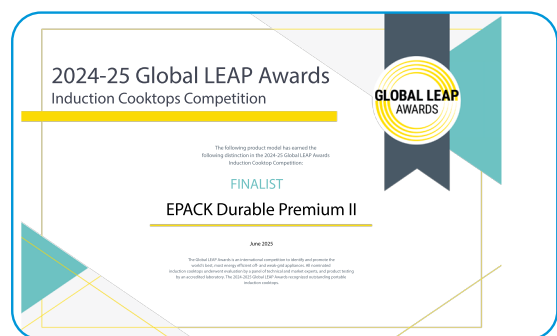 2024-25 Global LEAP Awards
Induction Cooktops Competition
GLOBAL LEAP
AWARDS
The following product model has earned the
following distinction in the 2024-25 Global LEAP Awards
Induction Cooktop Competition:
FINALIST
EPACK Durable Premium II
June 2025
The Global LEAP Awards is an international competition to identify and promote the
world's best, most energy efficient off- and weak-grid appliances. All nominated
induction cooktops underwent evaluation by a panel of technical and market experts, and product testing
by an accredited laboratory. The 2024-2025 Global LEAP Awards recognized outstanding portable
induction cooktops.